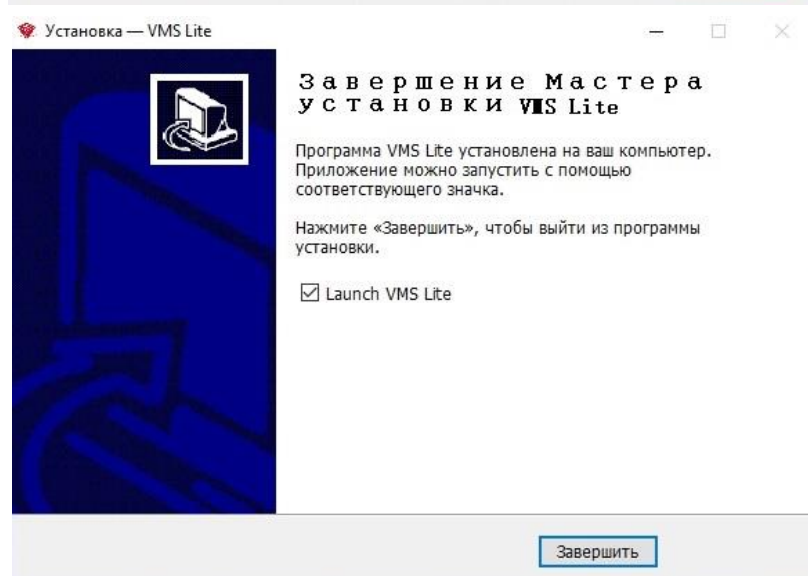 Установка — VMS Lite
Завершение Мастера
установки VMS Lite
Программа VMS Lite установлена на ваш компьютер.
Приложение можно запустить с помощью
соответствующего значка.
Нажмите «Завершить», чтобы выйти из программы
установки.
Launch VMS Lite
Завершить